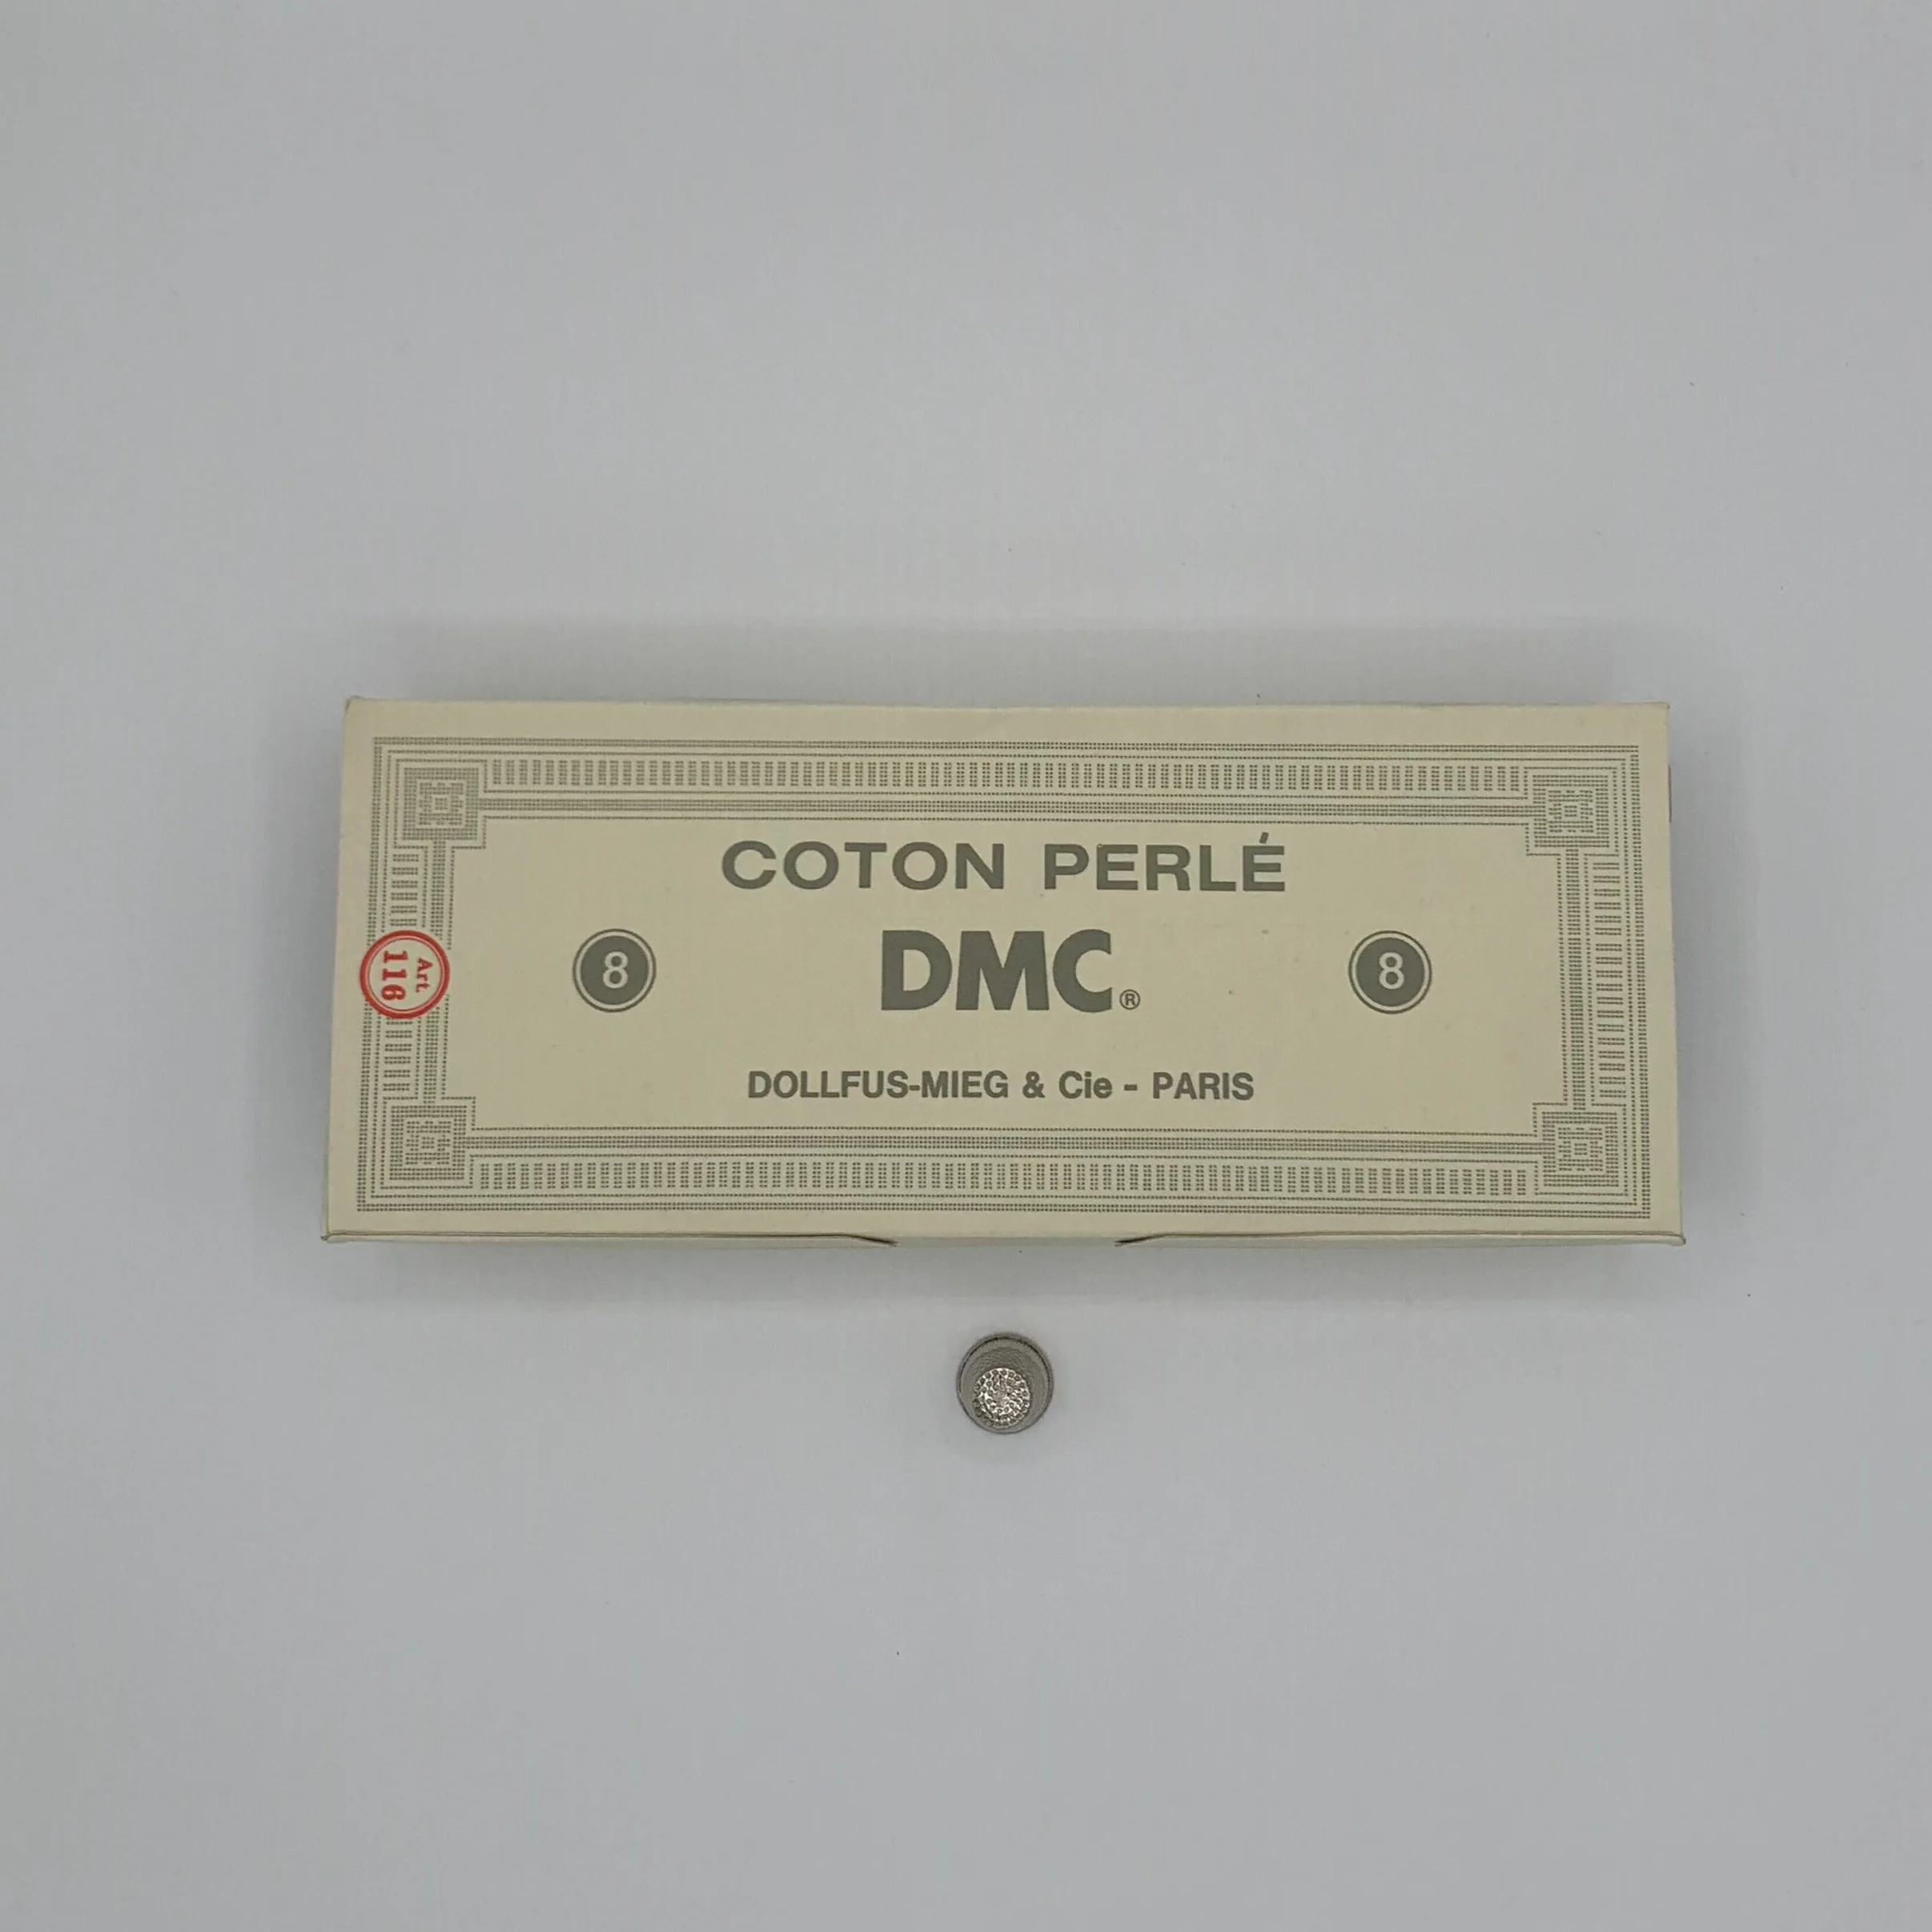 COTON PERLÉ
Art.
116
8
DMC®
8
DOLLFUS-MIEG & Cie - PARIS